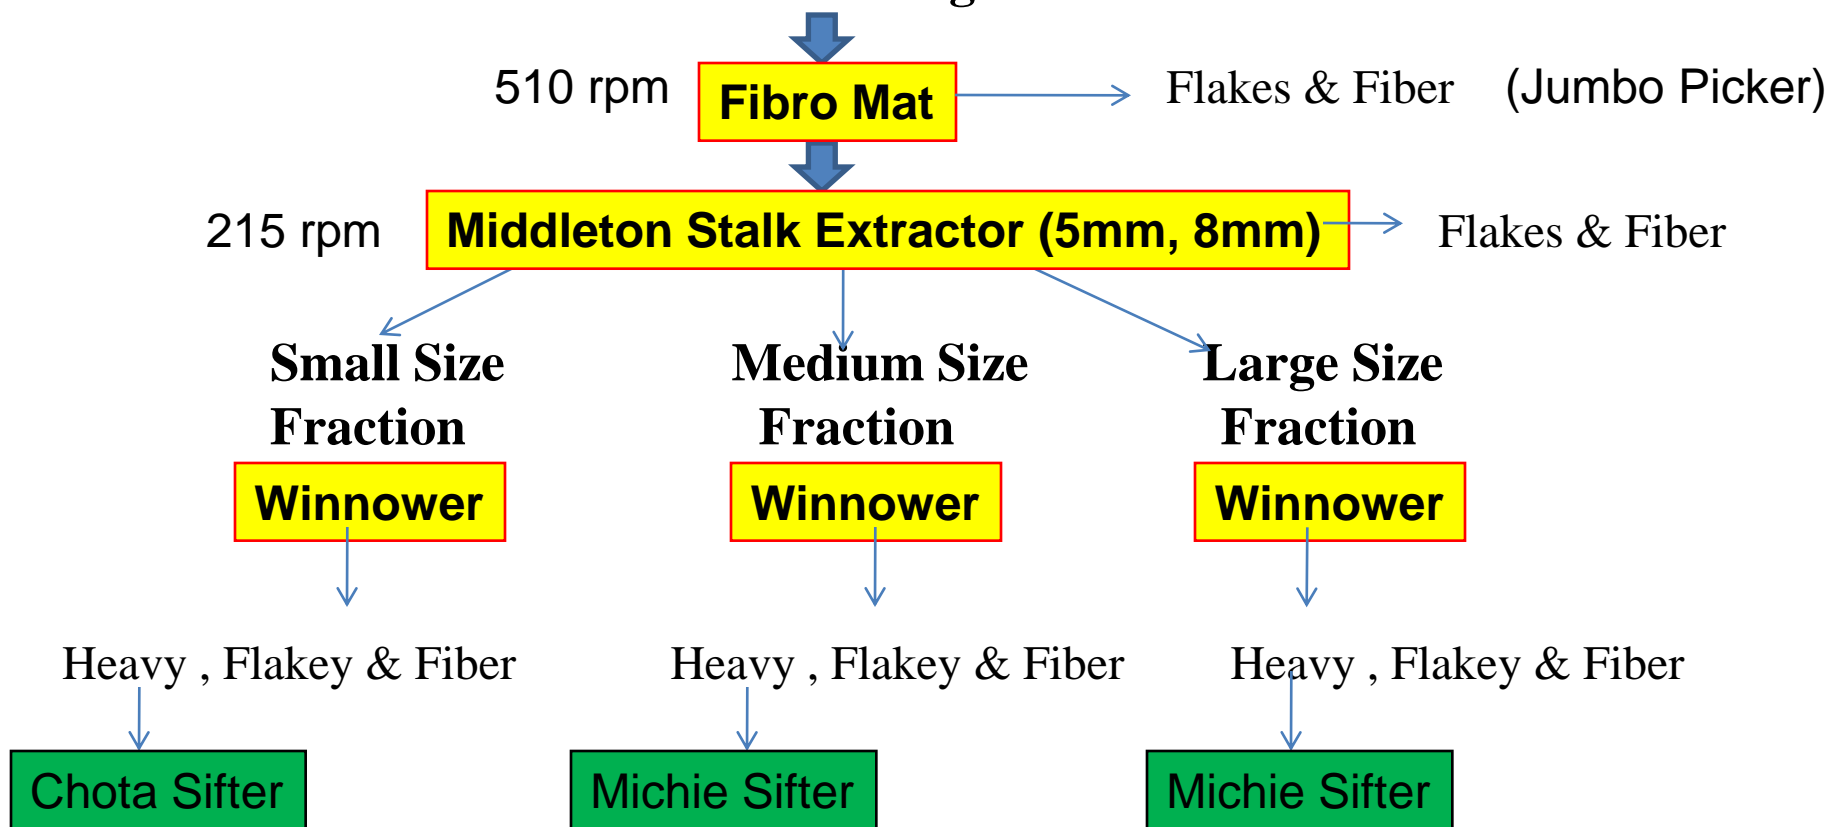 510 rpm Fibro Mat Flakes & Fiber (Jumbo Picker)
215 rpm Middleton Stalk Extractor (5mm, 8mm) Flakes & Fiber
Small Size Medium Size Large Size
Fraction Fraction Fraction
Winnower Winnower Winnower
Heavy , Flakey & Fiber Heavy , Flakey & Fiber Heavy , Flakey & Fiber
Chota Sifter Michie Sifter Michie Sifter